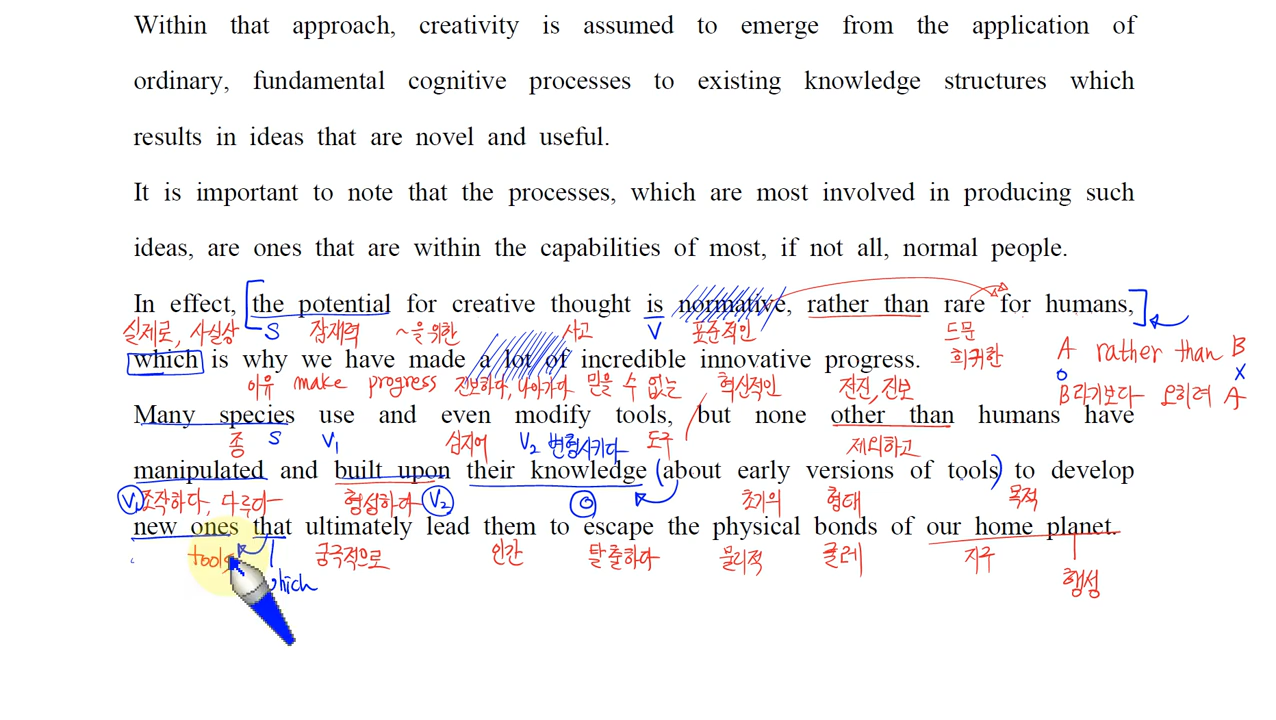 Within that approach, creativity is assumed to emerge from the application of
ordinary, fundamental cognitive processes to existing knowledge structures which
results in ideas that are novel and useful.
It is important to note that the processes, which are most involved in producing such
ideas, are ones that are within the capabilities of most, if not all, normal people.
In effect, [the potential for creative thought is normative, rather than rare for humans,]
실제로, 사실상 S 잠재력 ~을 위한 사고 V 표준적인 드문
which is why we have made a lot of incredible innovative progress. 희귀한 A rather than B
이유 make progress 진보하다, 나아가다 믿을 수 없는 혁신적인 전진, 진보 O X
B라기보다 오히려 A
Many species use and even modify tools, but none other than humans have
종 S V1 심지어 V2 변형시키다 도구 제외하고
manipulated and built upon their knowledge (about early versions of tools) to develop
V1 조작하다, 다루다 형성하다 V2 O 초기의 형태 목적
new ones that ultimately lead them to escape the physical bonds of our home planet.
tools 궁극적으로 인간 탈출하다 물리적 굴레 지구
which 행성